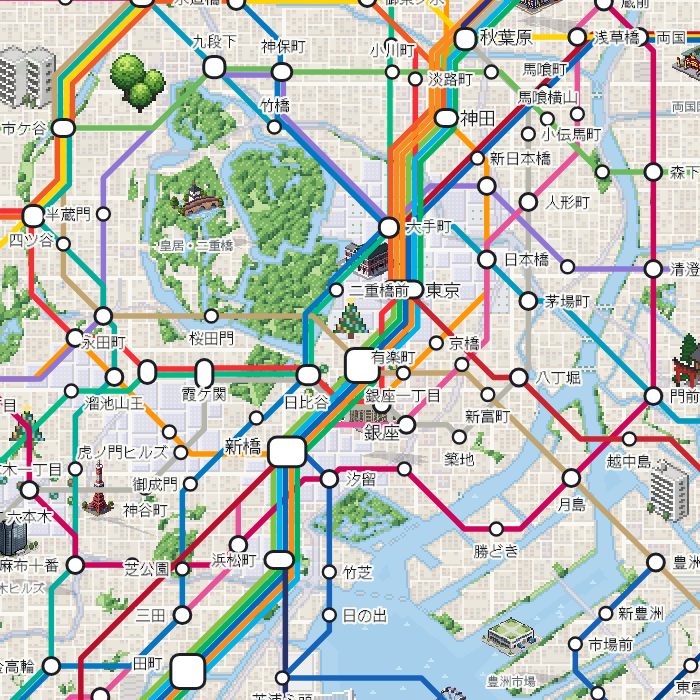 蔵前
秋葉原
浅草橋
両国
九段下
神保町
小川町
淡路町
馬喰町
馬喰横山
竹橋
市ケ谷
神田
小伝馬町
新日本橋
森下
半蔵門
人形町
大手町
四ツ谷
皇居・二重橋
日本橋
清澄
二重橋前
東京
茅場町
桜田門
永田町
有楽町
京橋
八丁堀
溜池山王
霞ケ関
日比谷
銀座一丁目
門前
丁目
新富町
銀座
新橋
虎ノ門ヒルズ
築地
越中島
六本木一丁目
御成門
汐留
神谷町
月島
六本木
勝どき
浜松町
麻布十番
芝公園
竹芝
豊洲
木ヒルズ
三田
日の出
新豊洲
市場前
田町
高輪
豊洲市場